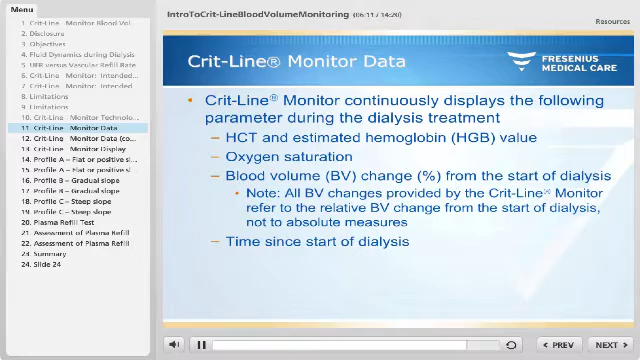 Menu
IntroToCrit-LineBloodVolumeMonitoring (06:11 / 14:20)
Resources
1. Crit-Line Monitor Blood Vol...
2. Disclosure
3. Objectives
4. Fluid Dynamics during Dialysis
5. UFR versus Vascular Refill Rate
6. Crit-Line Monitor: Intended...
7. Crit-Line Monitor: Intended
8. Limitations
9. Limitations
10. Crit-Line Monitor Technolo...
11. Crit-Line Monitor Data
12. Crit-Line Monitor Data (co...
13. Crit-Line Monitor Display
14. Profile A – Flat or positive sl...
15. Profile A – Flat or positive sl...
16. Profile B – Gradual slope
17. Profile B – Gradual slope
18. Profile C – Steep slope
19. Profile C – Steep slope
20. Plasma Refill Test
21. Assessment of Plasma Refill
22. Assessment of Plasma Refill
23. Summary
24. Slide 24
Crit-Line® Monitor Data
FRESENIUS
MEDICAL CARE
• Crit-Line® Monitor continuously displays the following
parameter during the dialysis treatment
– HCT and estimated hemoglobin (HGB) value
– Oxygen saturation
– Blood volume (BV) change (%) from the start of dialysis
• Note: All BV changes provided by the Crit-Line® Monitor
refer to the relative BV change from the start of dialysis,
not to absolute measures
– Time since start of dialysis
< PREV
NEXT >